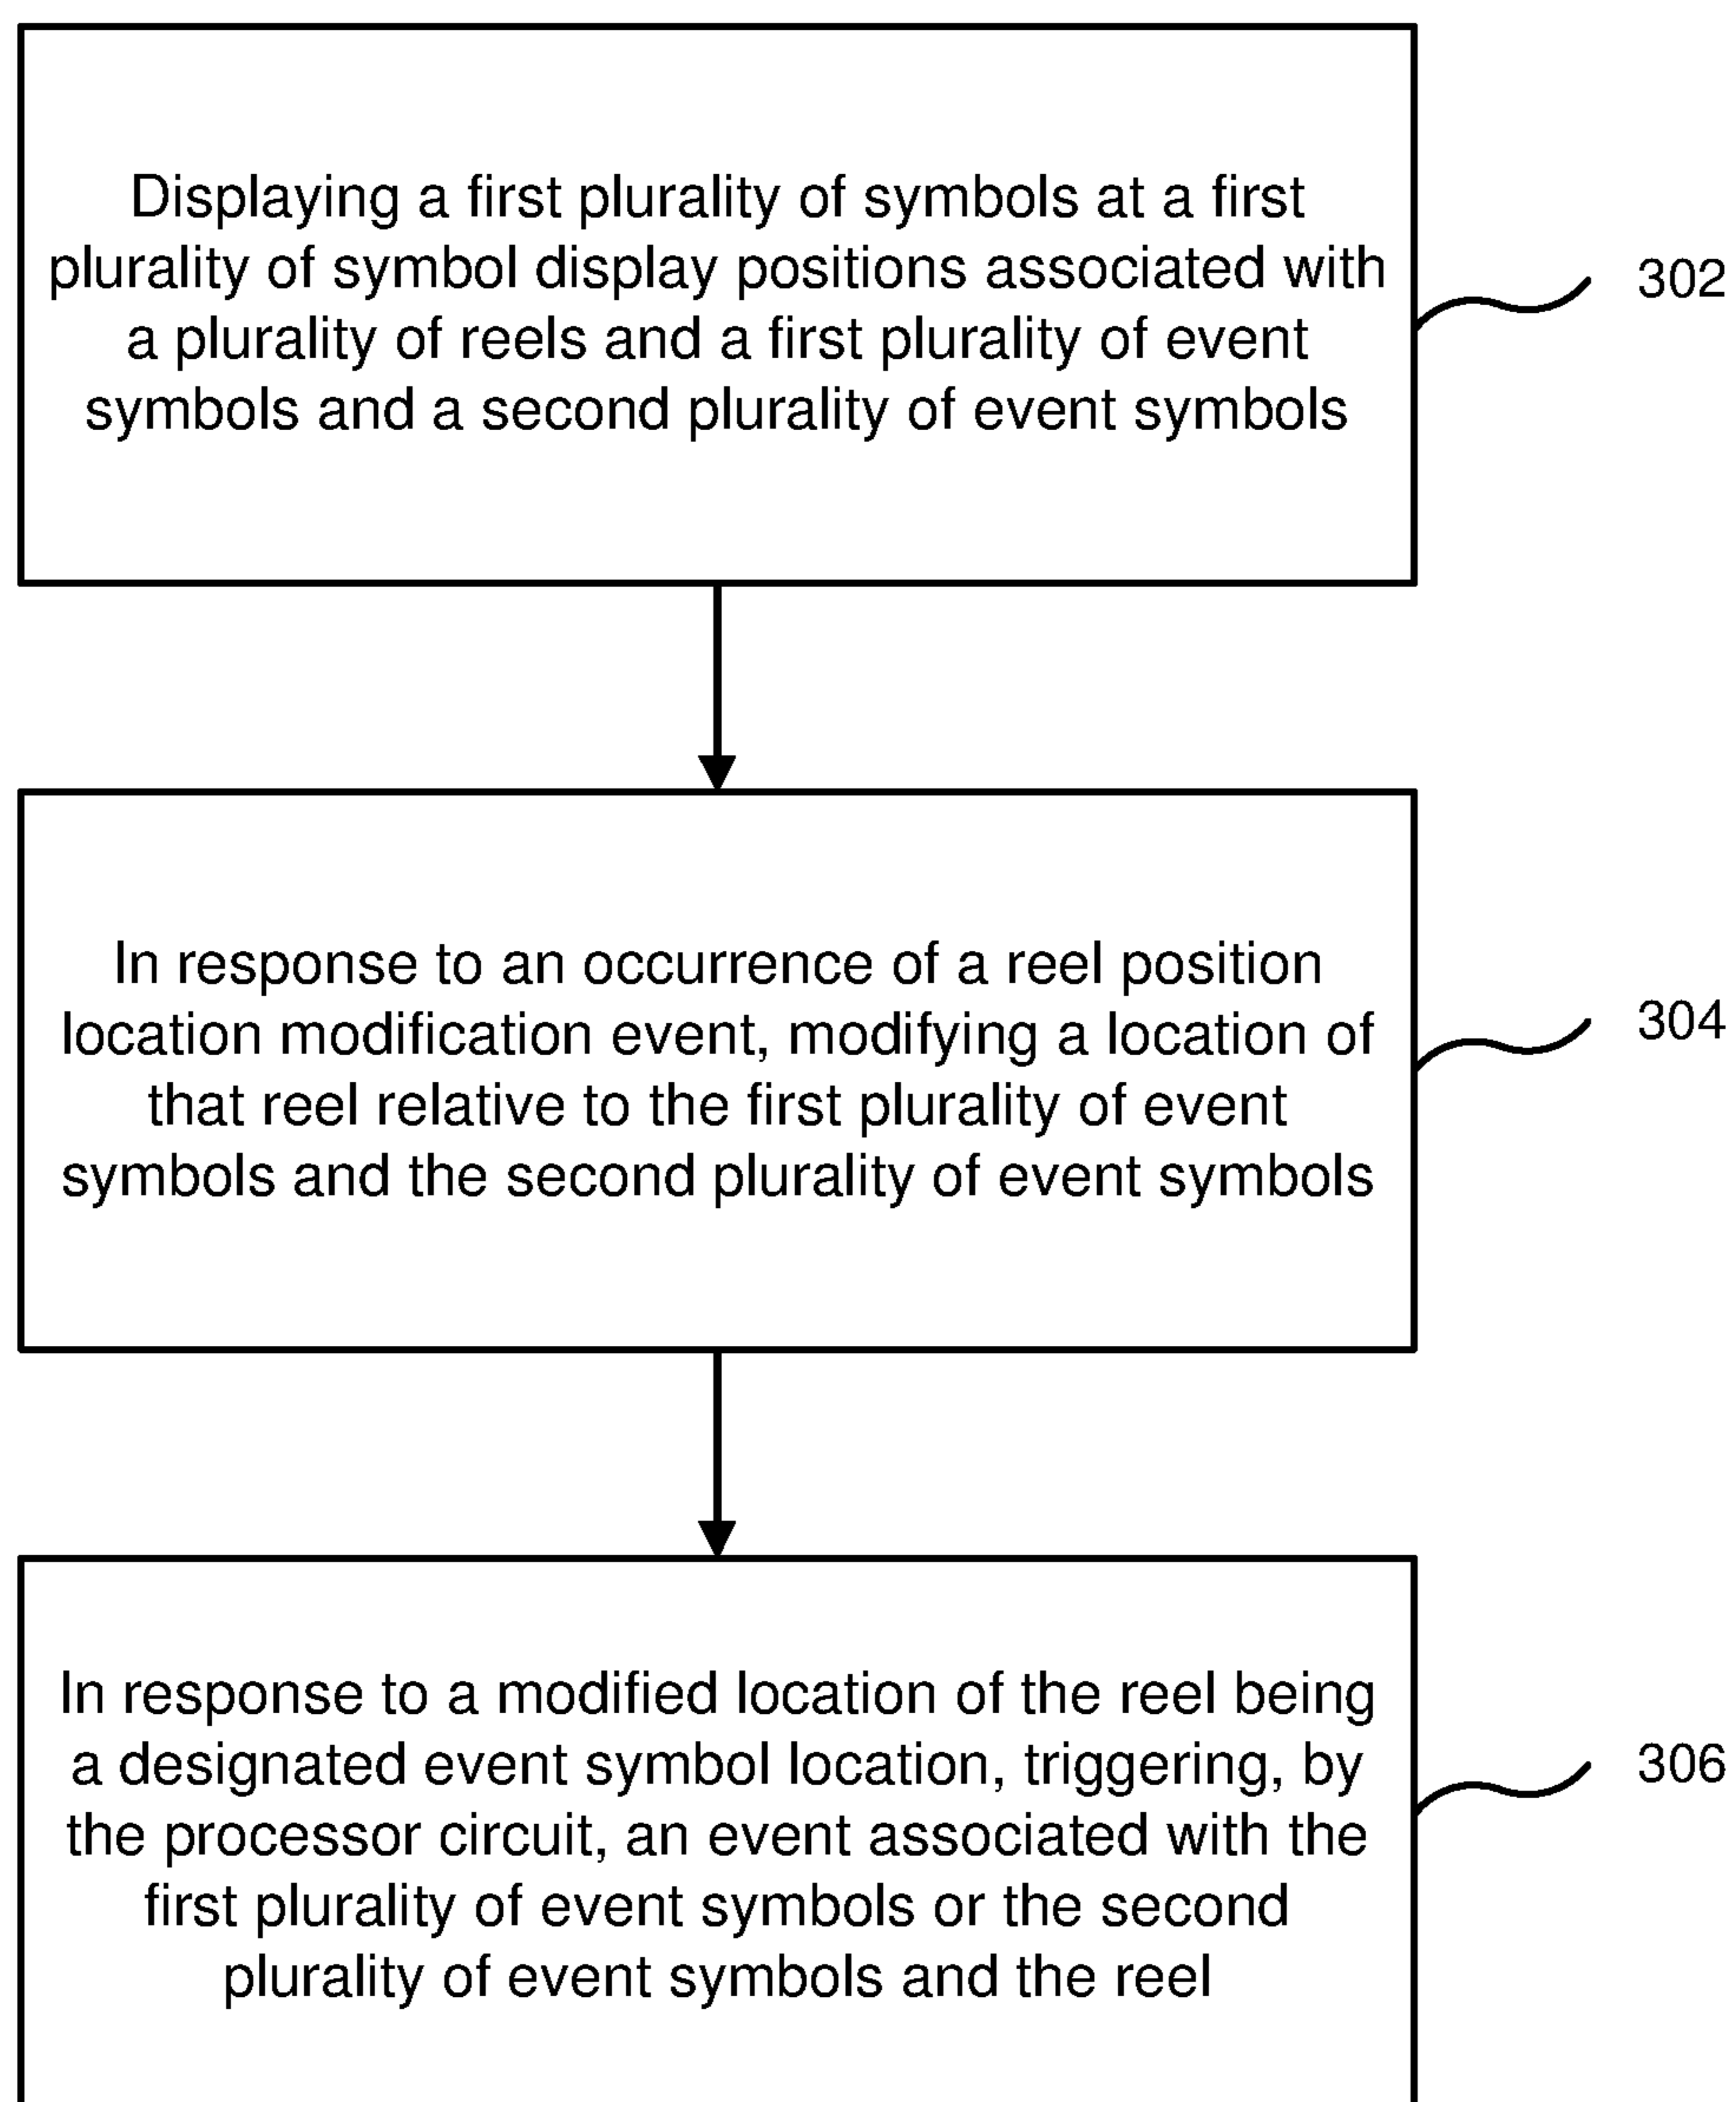 Displaying a first plurality of symbols at a first
plurality of symbol display positions associated with
a plurality of reels and a first plurality of event
symbols and a second plurality of event symbols
302
In response to an occurrence of a reel position
location modification event, modifying a location of
that reel relative to the first plurality of event
symbols and the second plurality of event symbols
304
In response to a modified location of the reel being
a designated event symbol location, triggering, by
the processor circuit, an event associated with the
first plurality of event symbols or the second
plurality of event symbols and the reel
306